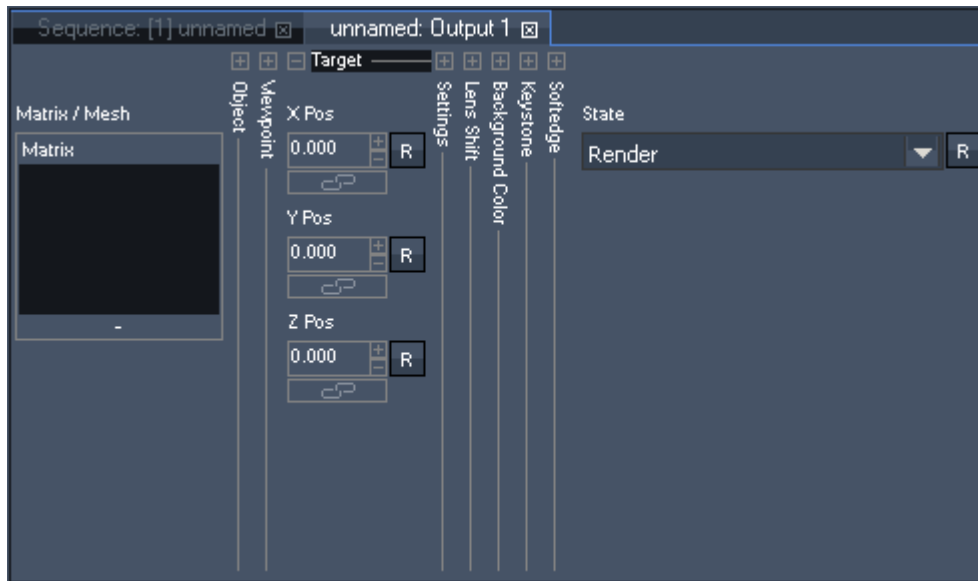 Sequence: [1] unnamed
unnamed: Output 1
Target
Matrix / Mesh
Matrix
-
Object
Viewpoint
X Pos
0.000
R
Y Pos
0.000
R
Z Pos
0.000
R
Settings
Lens Shift
Background Color
Keystone
Softedge
State
Render
R